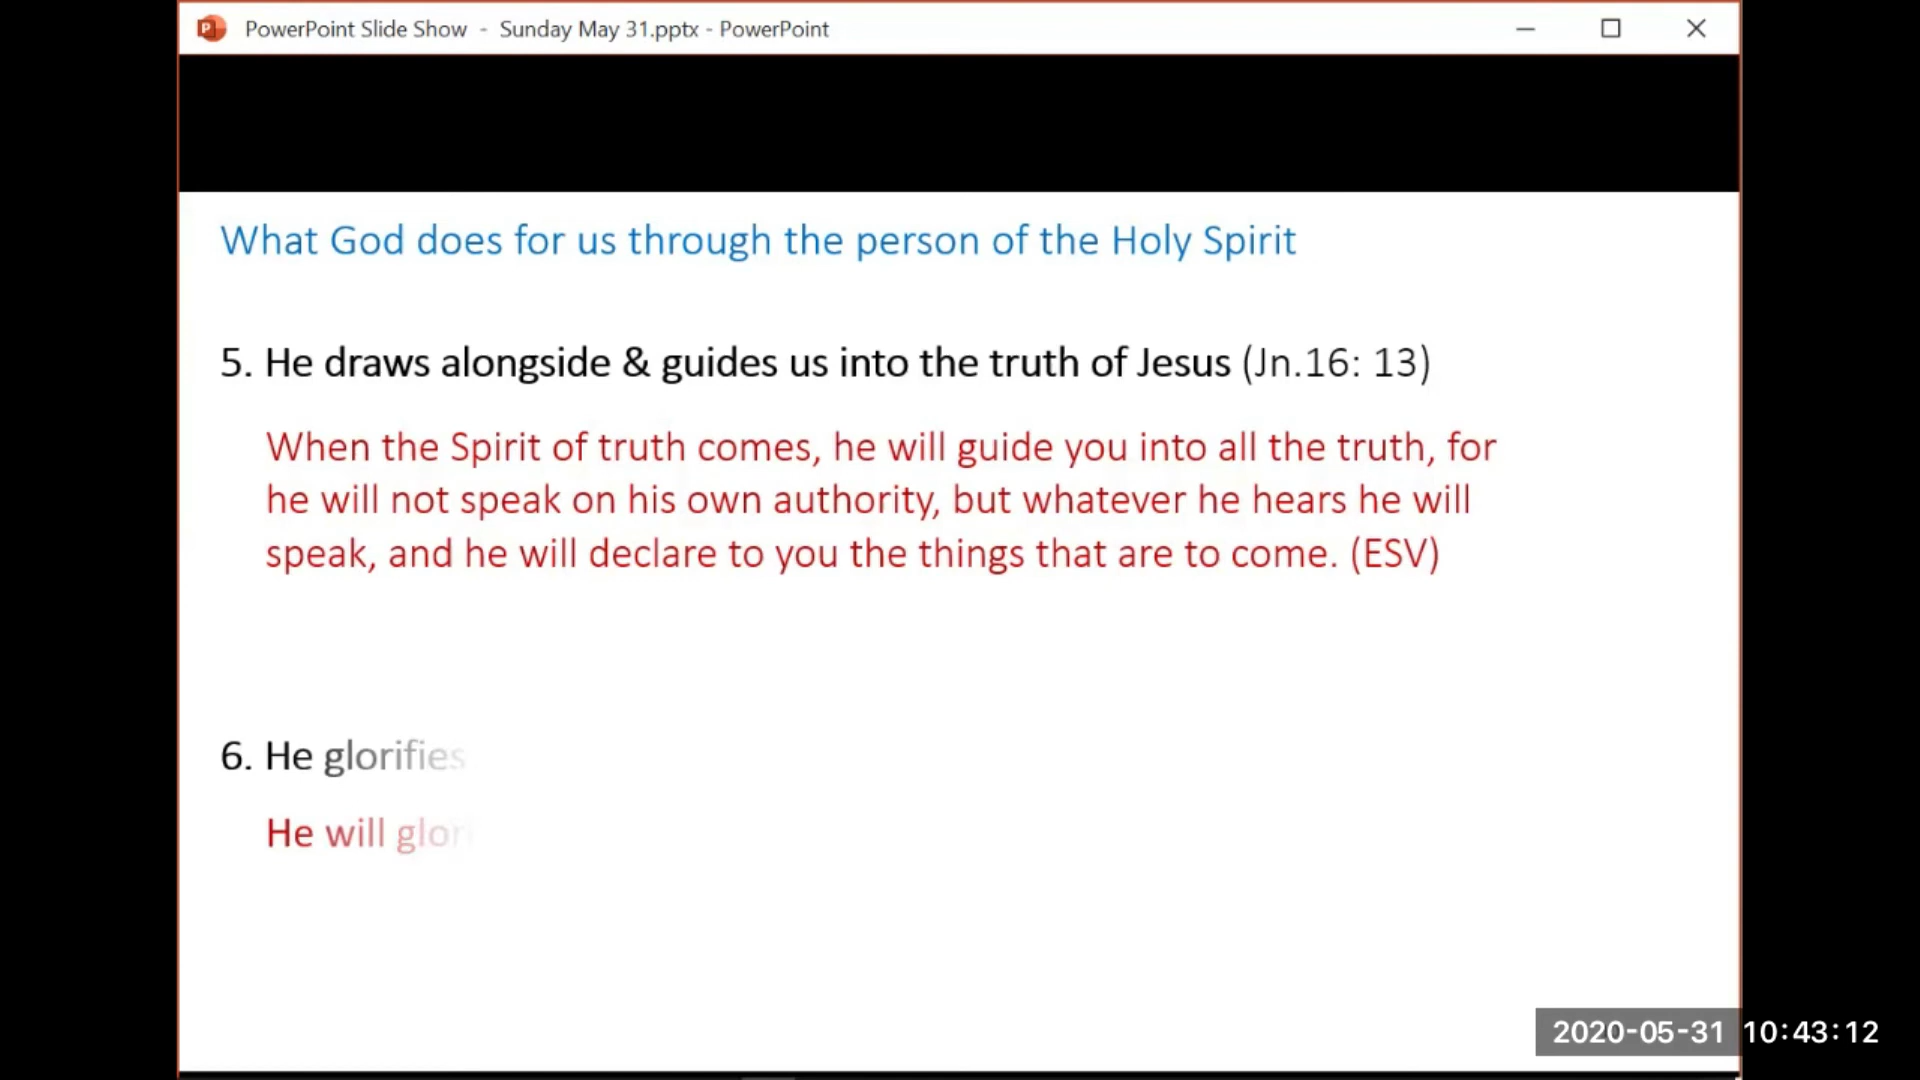 PowerPoint Slide Show - Sunday May 31.pptx - PowerPoint
What God does for us through the person of the Holy Spirit
5. He draws alongside & guides us into the truth of Jesus (Jn.16: 13)
When the Spirit of truth comes, he will guide you into all the truth, for
he will not speak on his own authority, but whatever he hears he will
speak, and he will declare to you the things that are to come. (ESV)
6. He glorifies
He will
2020-05-31 10:43:12